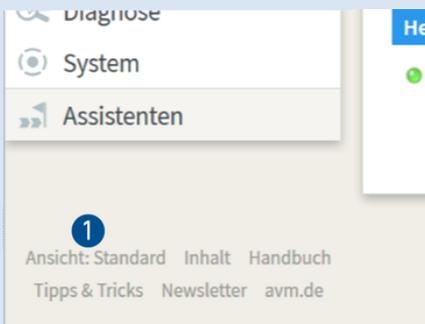 Diagnose
He
System
Assistenten
1
Ansicht: Standard Inhalt Handbuch
Tipps & Tricks Newsletter avm.de